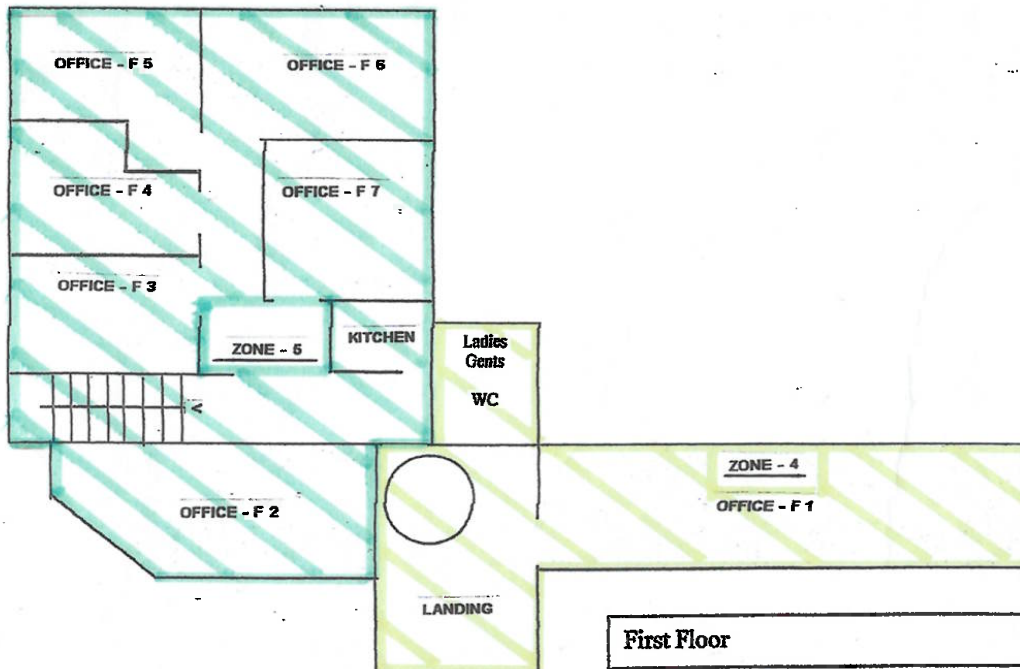 OFFICE - F 5
OFFICE - F 6
OFFICE - F 4
OFFICE - F 7
OFFICE - F 3
ZONE - 5
KITCHEN
Ladies
Gents
WC
V
ZONE - 4
OFFICE - F 1
OFFICE - F 2
LANDING
First Floor